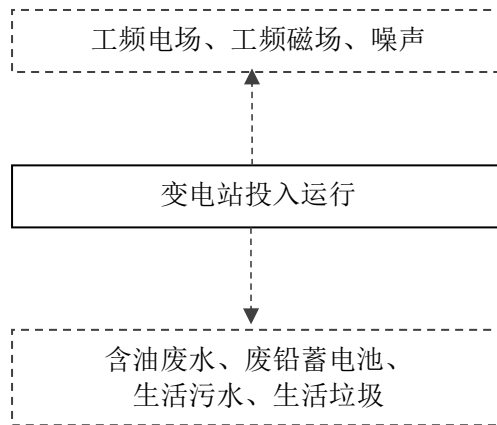 工频电场、工频磁场、噪声
变电站投入运行
含油废水、废铅蓄电池、
生活污水、生活垃圾